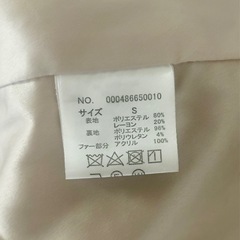 NO. 000486650010
サイズ S
表地 ポリエステル 80%
レーヨン 20%
裏地 ポリエステル 96%
ポリウレタン 4%
ファー部分 アクリル 100%